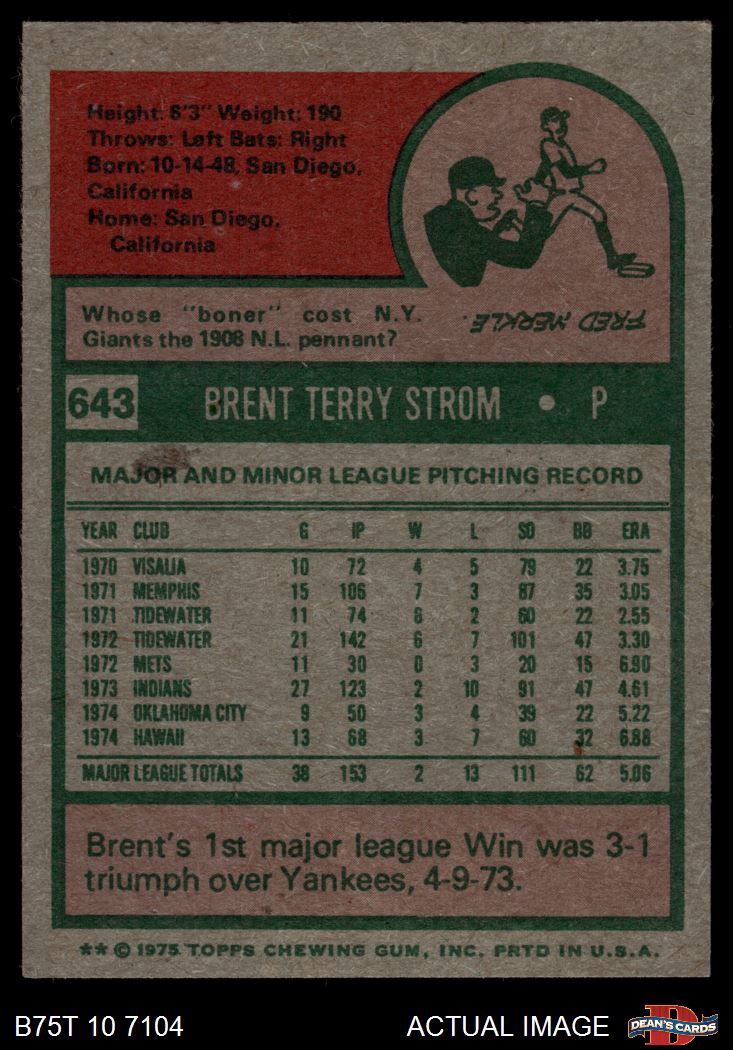 Height: 6'3" Weight: 190
Throws: Left Bats: Right
Born: 10-14-48, San Diego,
California
Home: San Diego,
California
Whose "boner" cost N.Y.
Giants the 1908 N.L. pennant?
FRED MERKLE.
643 BRENT TERRY STROM • P
MAJOR AND MINOR LEAGUE PITCHING RECORD
YEAR CLUB G IP W L SO BB ERA
1970 VISALIA 10 72 4 5 79 22 3.75
1971 MEMPHIS 15 106 7 3 87 35 3.05
1971 TIDEWATER 11 74 6 2 60 22 2.55
1972 TIDEWATER 21 142 6 7 101 47 3.30
1972 METS 11 30 0 3 20 15 6.90
1973 INDIANS 27 123 2 10 91 47 4.61
1974 OKLAHOMA CITY 9 50 3 4 39 22 5.22
1974 HAWAII 13 68 3 7 60 32 6.88
MAJOR LEAGUE TOTALS 38 153 2 13 111 62 5.06
Brent's 1st major league Win was 3-1
triumph over Yankees, 4-9-73.
** © 1975 TOPPS CHEWING GUM, INC. PRTD IN U.S.A.
B75T 10 7104 ACTUAL IMAGE DEAN'S CARDS